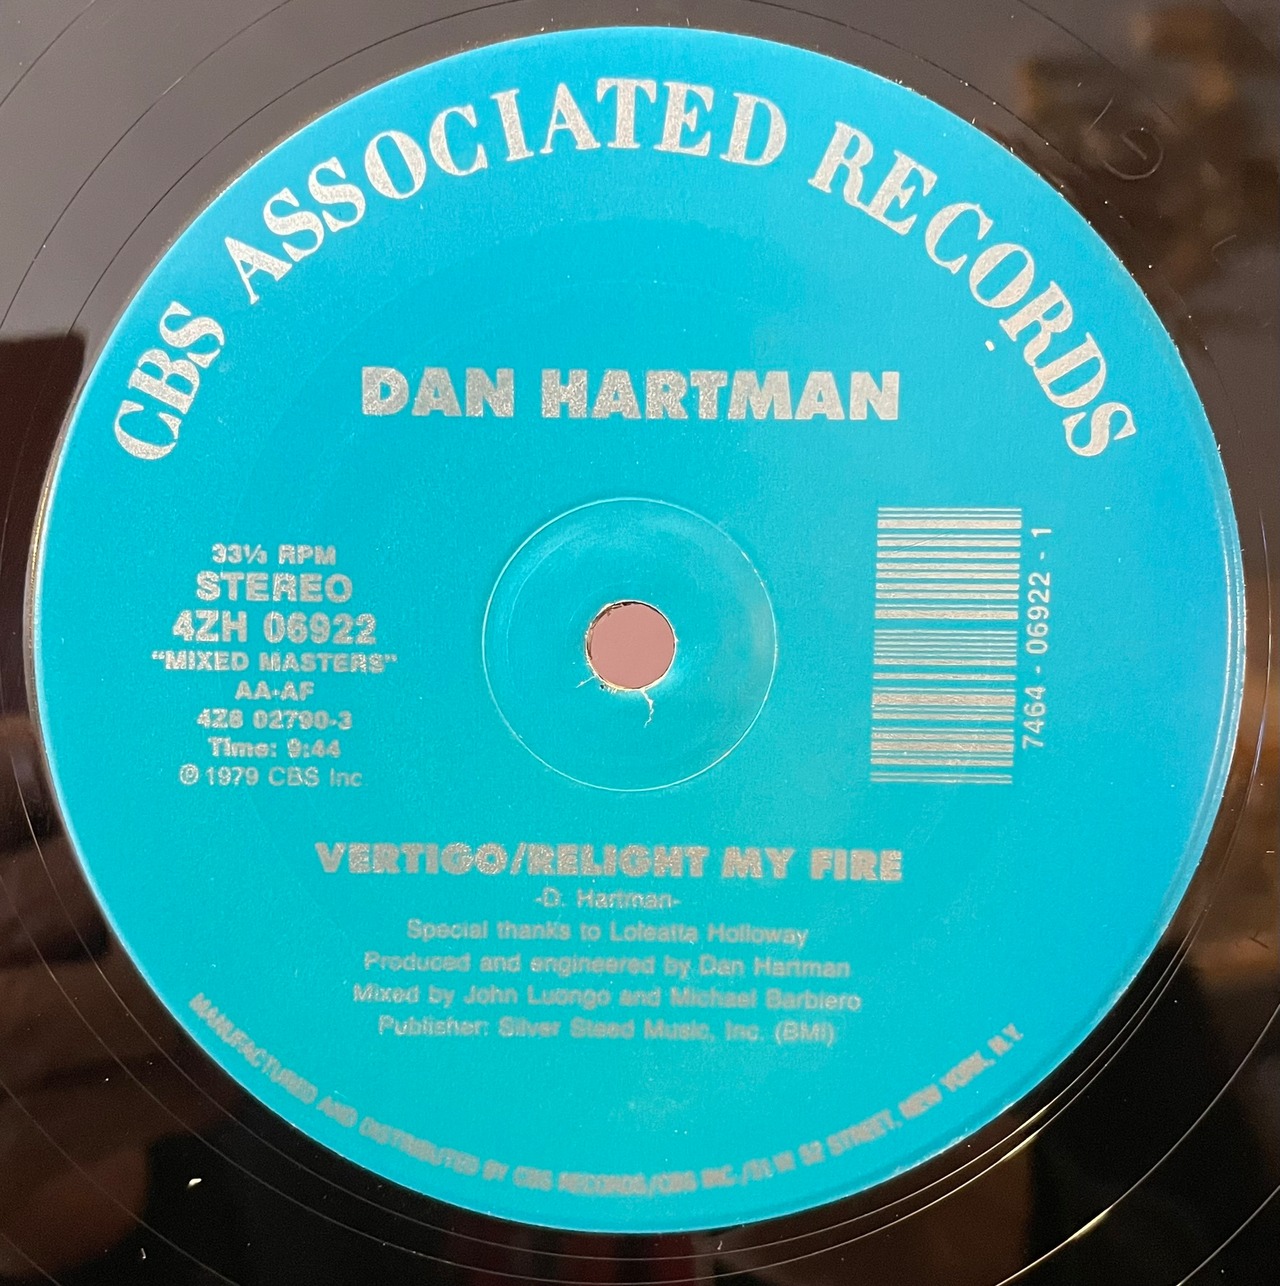 CBS ASSOCIATED RECORDS
DAN HARTMAN
33⅓ RPM
STEREO
4ZH 06922
"MIXED MASTERS"
AA-AF
4Z8 02790-3
Time: 9:44
℗ 1979 CBS Inc
7464 - 06922 - 1
VERTIGO/RELIGHT MY FIRE
-D. Hartman-
Special thanks to Loleatta Holloway
Produced and engineered by Dan Hartman
Mixed by John Luongo and Michael Barbiero
Publisher: Silver Steed Music, Inc. (BMI)
MANUFACTURED AND DISTRIBUTED BY CBS RECORDS/CBS INC./51 W 52 STREET, NEW YORK, N.Y.